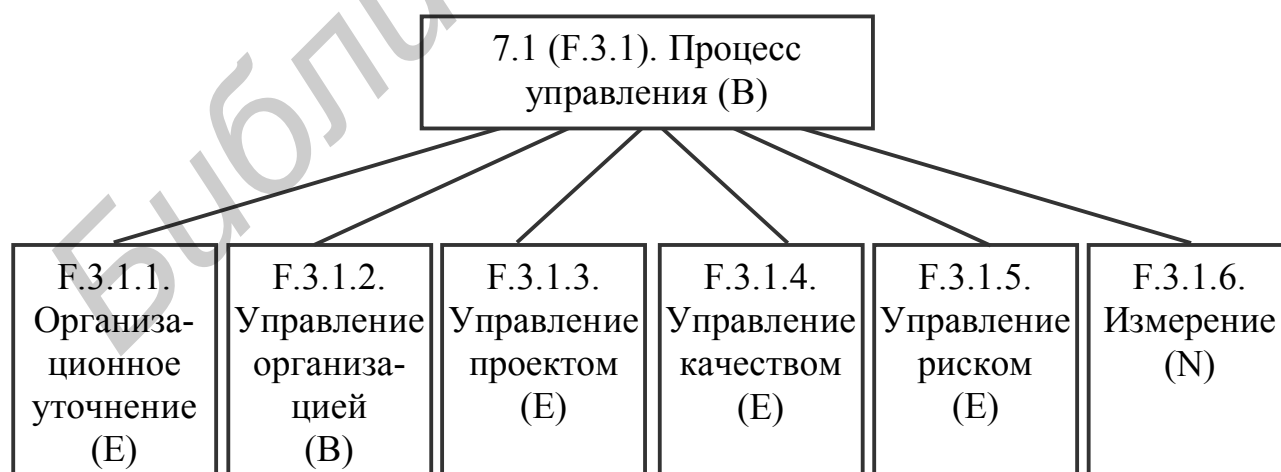 7.1 (F.3.1). Процесс
управления (В)
F.3.1.1.
Организа-
ционное
уточнение
(E)
F.3.1.2.
Управление
организа-
цией
(В)
F.3.1.3.
Управление
проектом
(E)
F.3.1.4.
Управление
качеством
(E)
F.3.1.5.
Управление
риском
(E)
F.3.1.6.
Измерение
(N)
Библи